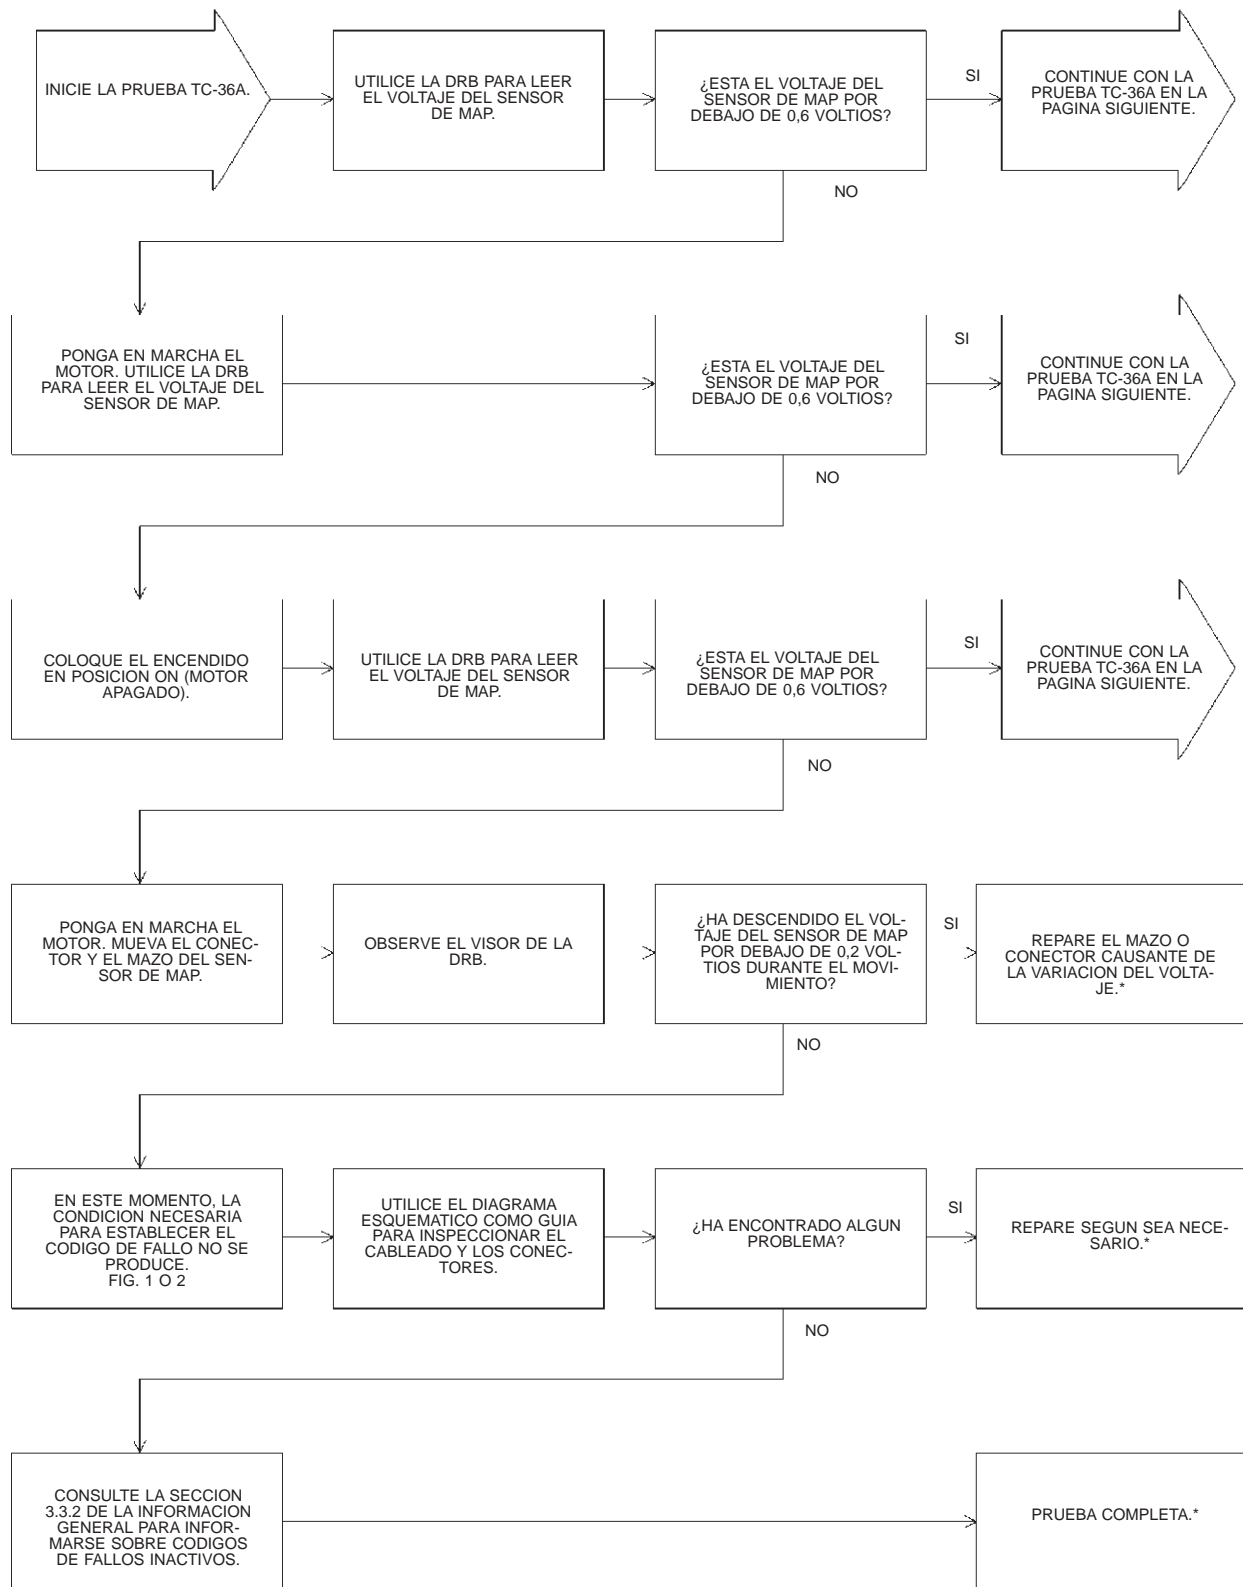 INICIE LA PRUEBA TC-36A.
UTILICE LA DRB PARA LEER
EL VOLTAJE DEL SENSOR
DE MAP.
¿ESTA EL VOLTAJE DEL
SENSOR DE MAP POR
DEBAJO DE 0,6 VOLTIOS?
SI
CONTINUE CON LA
PRUEBA TC-36A EN LA
PAGINA SIGUIENTE.
NO
PONGA EN MARCHA EL
MOTOR. UTILICE LA DRB
PARA LEER EL VOLTAJE DEL
SENSOR DE MAP.
¿ESTA EL VOLTAJE DEL
SENSOR DE MAP POR
DEBAJO DE 0,6 VOLTIOS?
SI
CONTINUE CON LA
PRUEBA TC-36A EN LA
PAGINA SIGUIENTE.
NO
COLOQUE EL ENCENDIDO
EN POSICION ON (MOTOR
APAGADO).
UTILICE LA DRB PARA LEER
EL VOLTAJE DEL SENSOR
DE MAP.
¿ESTA EL VOLTAJE DEL
SENSOR DE MAP POR
DEBAJO DE 0,6 VOLTIOS?
SI
CONTINUE CON LA
PRUEBA TC-36A EN LA
PAGINA SIGUIENTE.
NO
PONGA EN MARCHA EL
MOTOR. MUEVA EL CONEC-
TOR Y EL MAZO DEL SEN-
SOR DE MAP.
OBSERVE EL VISOR DE LA
DRB.
¿HA DESCENDIDO EL VOL-
TAJE DEL SENSOR DE MAP
POR DEBAJO DE 0,2 VOL-
TIOS DURANTE EL MOVI-
MIENTO?
SI
REPARE EL MAZO O
CONECTOR CAUSANTE DE
LA VARIACION DEL VOLTA-
JE.*
NO
EN ESTE MOMENTO, LA
CONDICION NECESARIA
PARA ESTABLECER EL
CODIGO DE FALLO NO SE
PRODUCE.
FIG. 1 O 2
UTILICE EL DIAGRAMA
ESQUEMATICO COMO GUIA
PARA INSPECCIONAR EL
CABLEADO Y LOS CONEC-
TORES.
¿HA ENCONTRADO ALGUN
PROBLEMA?
SI
REPARE SEGUN SEA NECE-
SARIO.*
NO
CONSULTE LA SECCION
3.3.2 DE LA INFORMACION
GENERAL PARA INFOR-
MARSE SOBRE CODIGOS
DE FALLOS INACTIVOS.
PRUEBA COMPLETA.*